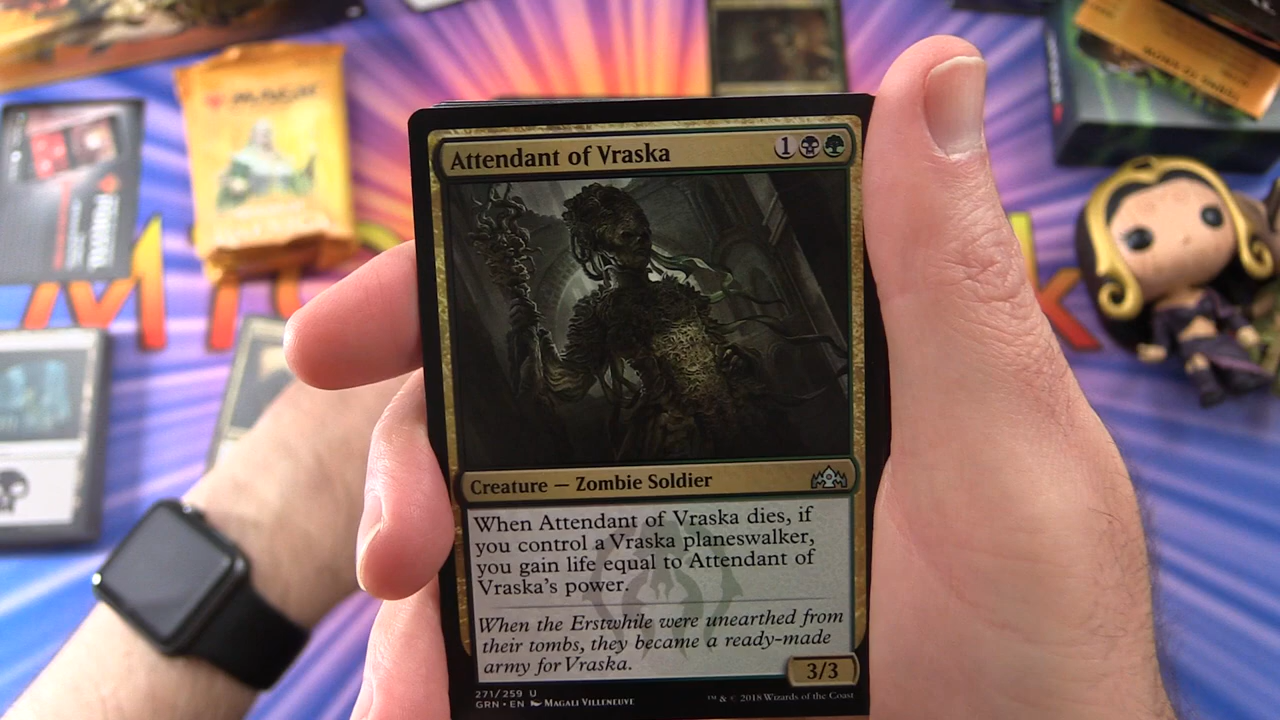 Attendant of Vraska
1
Creature — Zombie Soldier
When Attendant of Vraska dies, if
you control a Vraska planeswalker,
you gain life equal to Attendant of
Vraska's power.
When the Erstwhile were unearthed from
their tombs, they became a ready-made
army for Vraska.
3/3
271/259 U
GRN • EN Magali Villeneuve
™ & © 2018 Wizards of the Coast
MAGIC